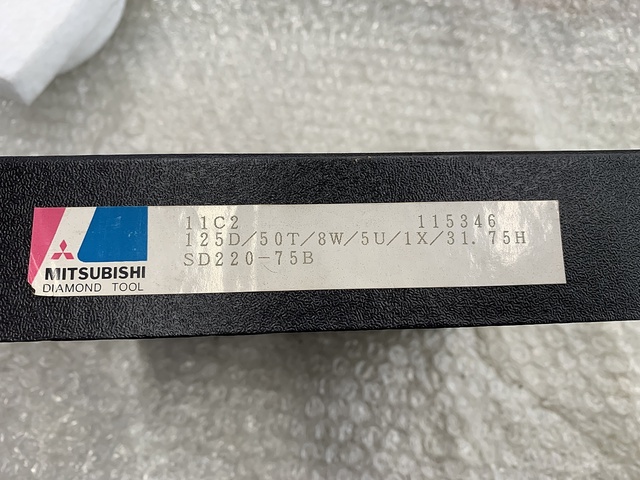 MITSUBISHI
DIAMOND TOOL
11C2 115346
125D/50T/8W/5U/1X/31.75H
SD220-75B